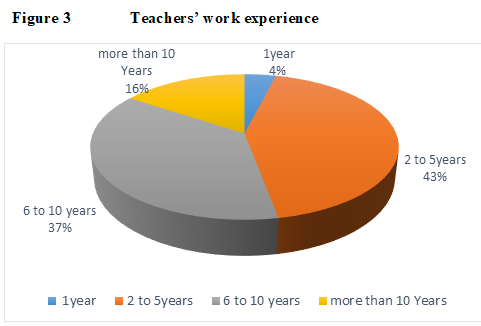 Figure 3 Teachers' work experience
more than 10
Years
16%
1year
4%
2 to 5years
43%
6 to 10 years
37%
1year 2 to 5years 6 to 10 years more than 10 Years